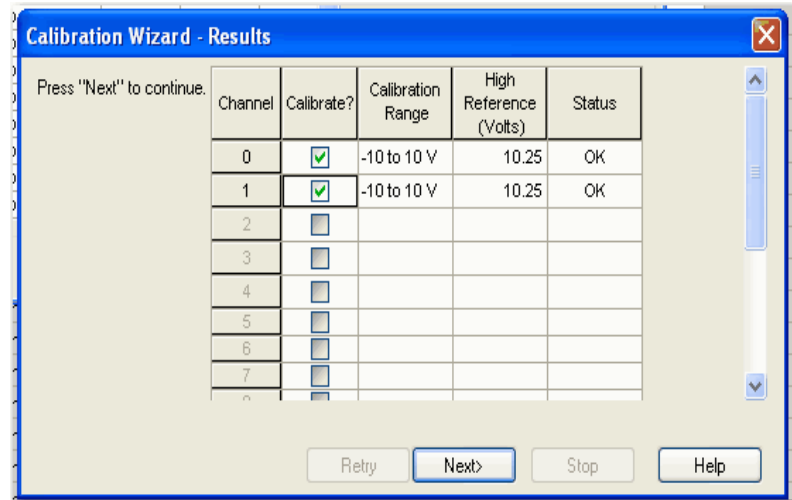 Calibration Wizard - Results
Press "Next" to continue.
Channel Calibrate? Calibration Range High Reference (Volts) Status
0 -10 to 10 V 10.25 OK
1 -10 to 10 V 10.25 OK
2
3
4
5
6
7
Retry Next> Stop Help